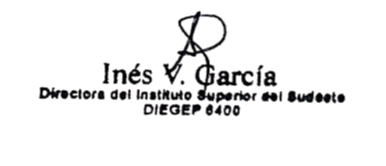 Inés V. García
Directora del Instituto Superior del Sudeste
DIEGEP 6400